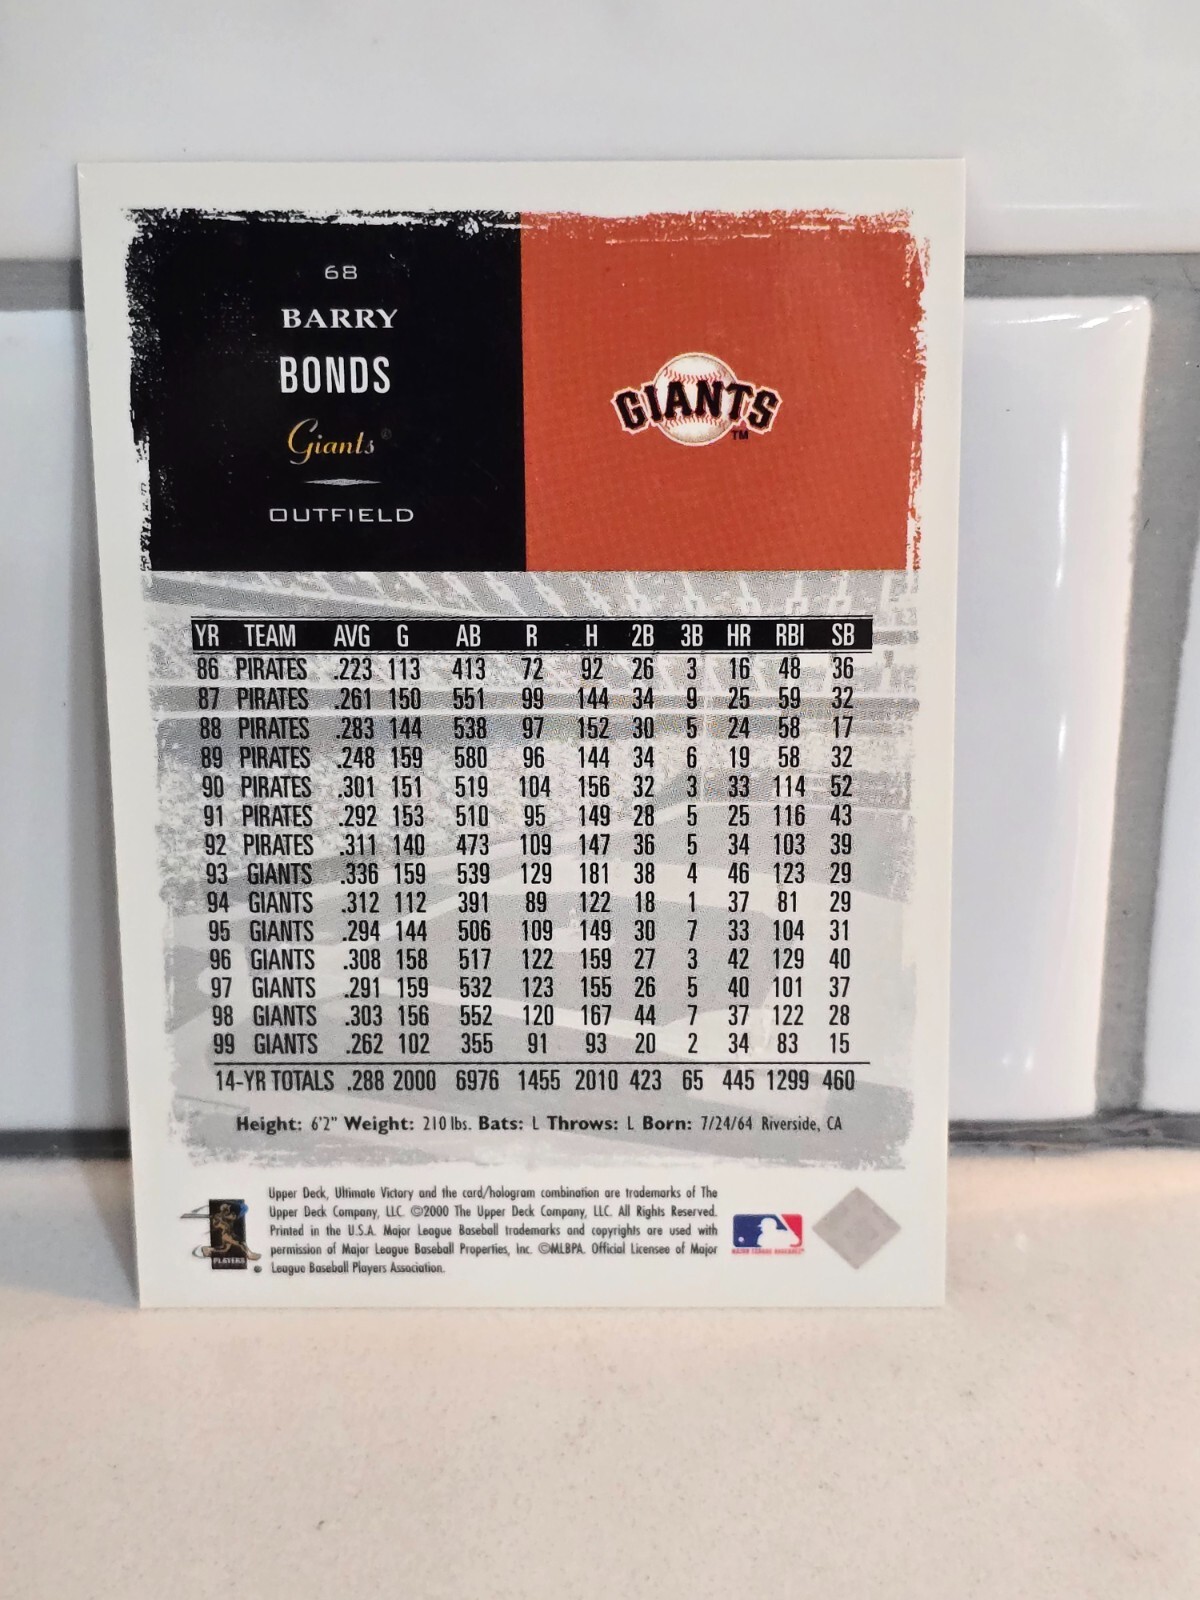 68
BARRY
BONDS
Giants®
OUTFIELD
GIANTS™
YR TEAM AVG G AB R H 2B 3B HR RBI SB
86 PIRATES .223 113 413 72 92 26 3 16 48 36
87 PIRATES .261 150 551 99 144 34 9 25 59 32
88 PIRATES .283 144 538 97 152 30 5 24 58 17
89 PIRATES .248 159 580 96 144 34 6 19 58 32
90 PIRATES .301 151 519 104 156 32 3 33 114 52
91 PIRATES .292 153 510 95 149 28 5 25 116 43
92 PIRATES .311 140 473 109 147 36 5 34 103 39
93 GIANTS .336 159 539 129 181 38 4 46 123 29
94 GIANTS .312 112 391 89 122 18 1 37 81 29
95 GIANTS .294 144 506 109 149 30 7 33 104 31
96 GIANTS .308 158 517 122 159 27 3 42 129 40
97 GIANTS .291 159 532 123 155 26 5 40 101 37
98 GIANTS .303 156 552 120 167 44 7 37 122 28
99 GIANTS .262 102 355 91 93 20 2 34 83 15
14-YR TOTALS .288 2000 6976 1455 2010 423 65 445 1299 460
Height: 6'2" Weight: 210 lbs. Bats: L Throws: L Born: 7/24/64 Riverside, CA
Upper Deck, Ultimate Victory and the card/hologram combination are trademarks of The
Upper Deck Company, LLC. ©2000 The Upper Deck Company, LLC. All Rights Reserved.
Printed in the U.S.A. Major League Baseball trademarks and copyrights are used with
permission of Major League Baseball Properties, Inc. ©MLBPA. Official Licensee of Major
League Baseball Players Association.
PLAYERS
MAJOR LEAGUE BASEBALL